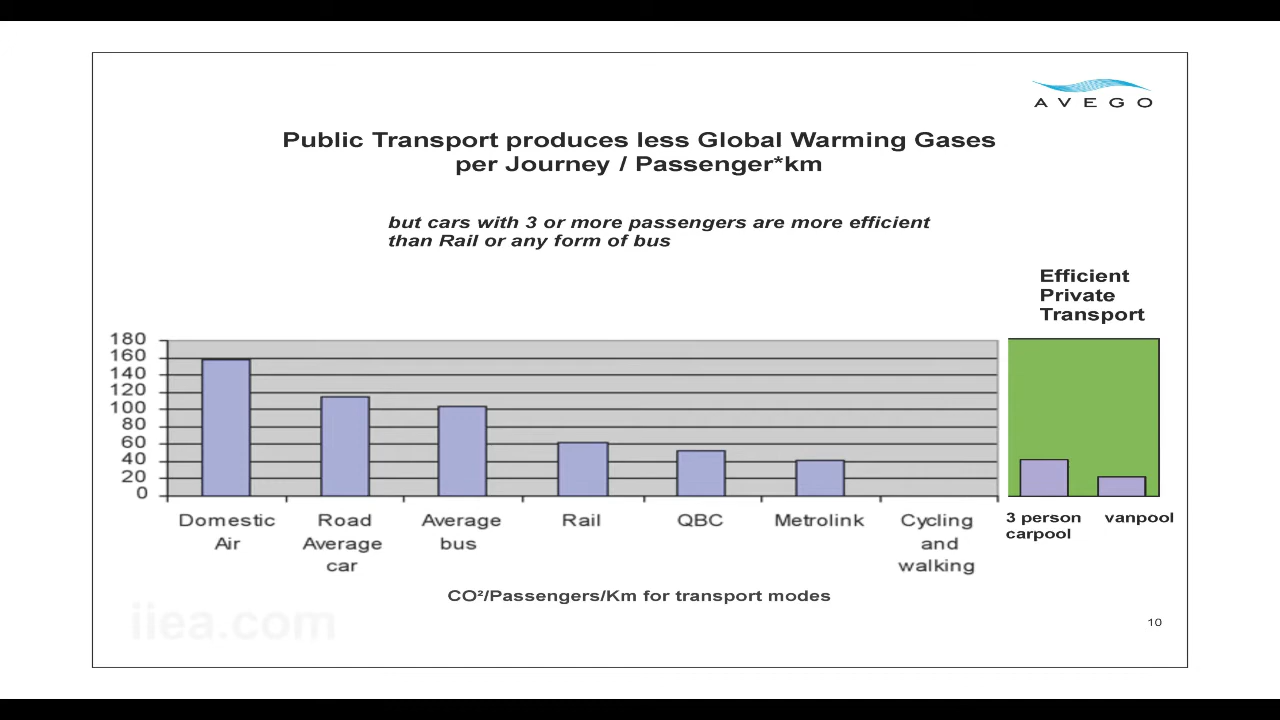 AVEGO
Public Transport produces less Global Warming Gases
per Journey / Passenger*km
but cars with 3 or more passengers are more efficient
than Rail or any form of bus
Efficient
Private
Transport
180
160
140
120
100
80
60
40
20
0
Domestic
Air
Road
Average
car
Average
bus
Rail
QBC
Metrolink
Cycling
and
walking
3 person
carpool
vanpool
CO²/Passengers/Km for transport modes
iiea.com
10